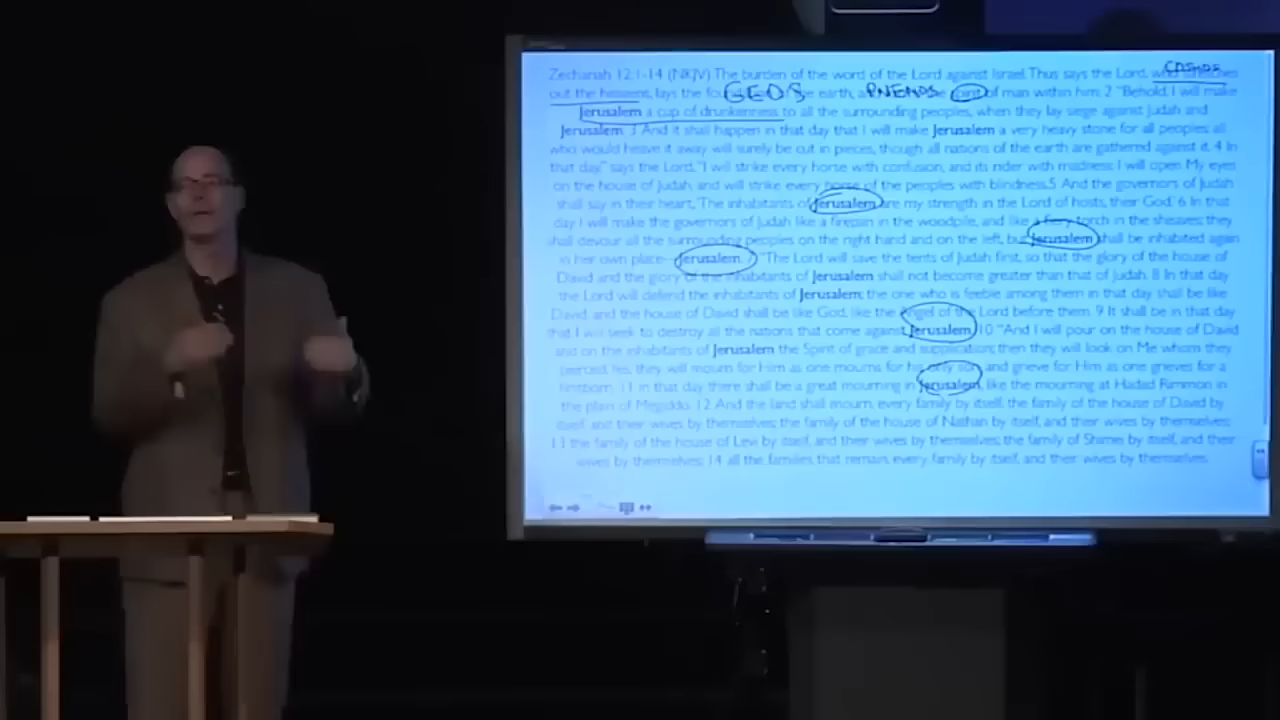 COSMOS
Zechariah 12:1-14 (NKJV) The burden of the word of the Lord against Israel. Thus says the Lord, who stretches
out the heavens, lays the GEOS earth, PNEMOS spirit of man within him: 2 "Behold, I will make
Jerusalem a cup of drunkenness to all the surrounding peoples, when they lay siege against Judah and
Jerusalem. 3 And it shall happen in that day that I will make Jerusalem a very heavy stone for all peoples; all
who would heave it away will surely be cut in pieces, though all nations of the earth are gathered against it. 4 In
that day," says the Lord, "I will strike every horse with confusion, and its rider with madness; I will open My eyes
on the house of Judah, and will strike every horse of the peoples with blindness. 5 And the governors of Judah
shall say in their heart, 'The inhabitants of Jerusalem are my strength in the Lord of hosts, their God.' 6 In that
day I will make the governors of Judah like a firepan in the woodpile, and like a fiery torch in the sheaves; they
shall devour all the surrounding peoples on the right hand and on the left, but Jerusalem shall be inhabited again
in her own place— Jerusalem. 7 "The Lord will save the tents of Judah first, so that the glory of the house of
David and the glory of the inhabitants of Jerusalem shall not become greater than that of Judah. 8 In that day
the Lord will defend the inhabitants of Jerusalem; the one who is feeble among them in that day shall be like
David, and the house of David shall be like God, like the Angel of the Lord before them. 9 It shall be in that day
that I will seek to destroy all the nations that come against Jerusalem. 10 "And I will pour on the house of David
and on the inhabitants of Jerusalem the Spirit of grace and supplication; then they will look on Me whom they
pierced. Yes, they will mourn for Him as one mourns for his only son, and grieve for Him as one grieves for a
firstborn. 11 In that day there shall be a great mourning in Jerusalem, like the mourning at Hadad Rimmon in
the plain of Megiddo. 12 And the land shall mourn, every family by itself: the family of the house of David by
itself, and their wives by themselves; the family of the house of Nathan by itself, and their wives by themselves;
13 the family of the house of Levi by itself, and their wives by themselves; the family of Shimei by itself, and their
wives by themselves; 14 all the families that remain, every family by itself, and their wives by themselves.